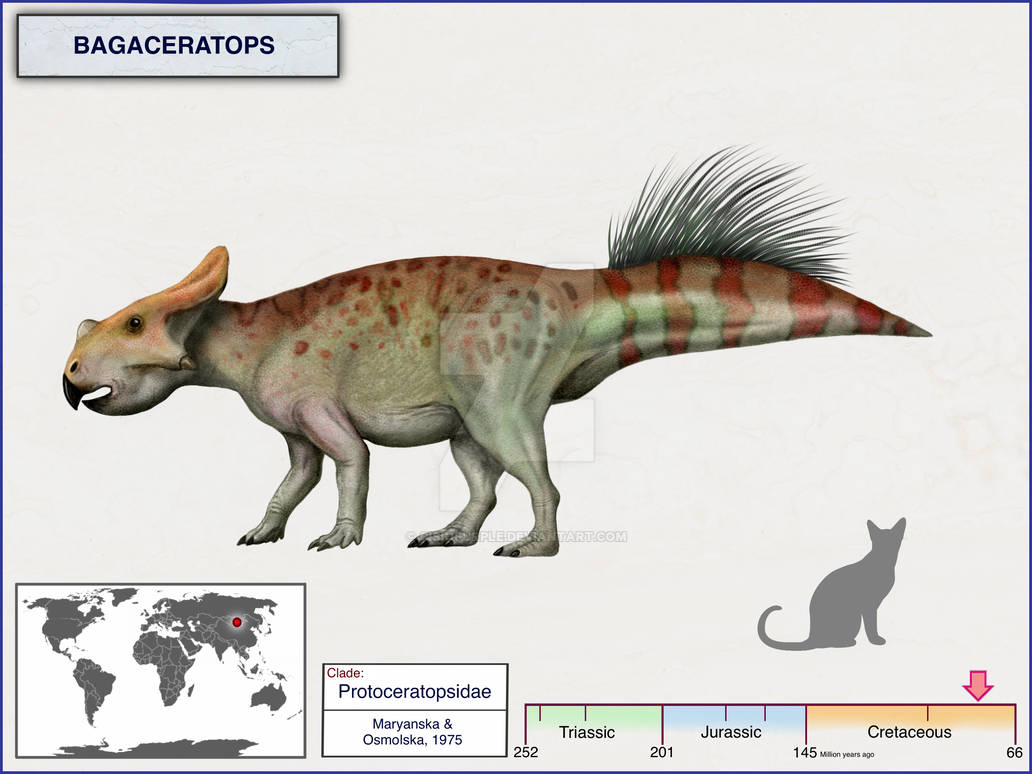 BAGACERATOPS
Clade:
Protoceratopsidae
Maryanska &
Osmolska, 1975
Triassic
Jurassic
Cretaceous
252
201
145 Million years ago
66